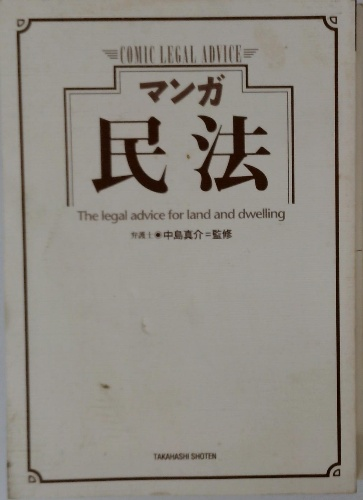 COMIC LEGAL ADVICE
マンガ
民法
The legal advice for land and dwelling
弁護士●中島真介=監修
TAKAHASHI SHOTEN